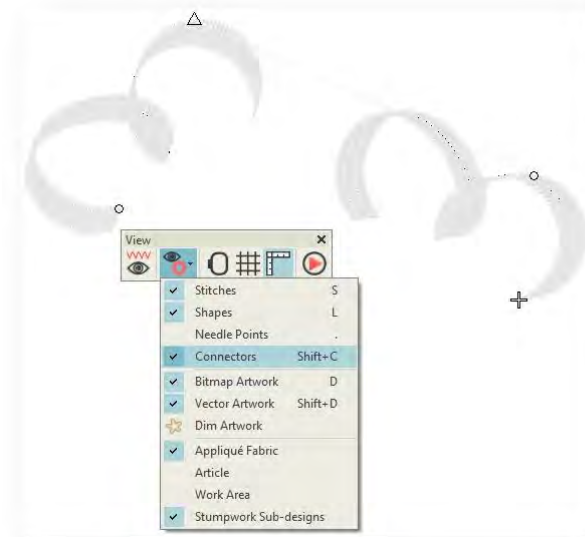 View
Stitches S
Shapes L
Needle Points .
Connectors Shift+C
Bitmap Artwork D
Vector Artwork Shift+D
Dim Artwork
Appliqué Fabric
Article
Work Area
Stumpwork Sub-designs